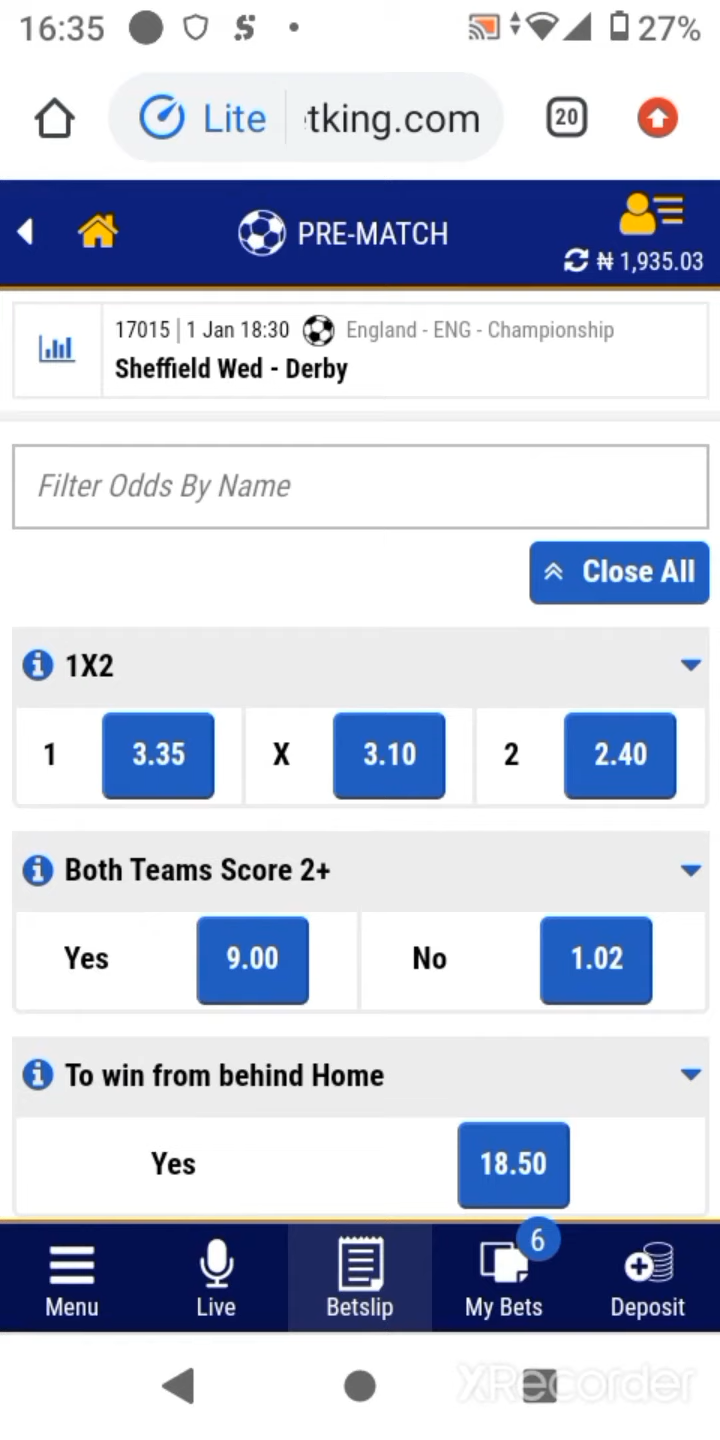 16:35
27%
Lite
tking.com
20
PRE-MATCH
₦ 1,935.03
17015 | 1 Jan 18:30 England - ENG - Championship
Sheffield Wed - Derby
Filter Odds By Name
Close All
1X2
1 3.35 X 3.10 2 2.40
Both Teams Score 2+
Yes 9.00 No 1.02
To win from behind Home
Yes 18.50
6
Menu Live Betslip My Bets Deposit
XRecorder